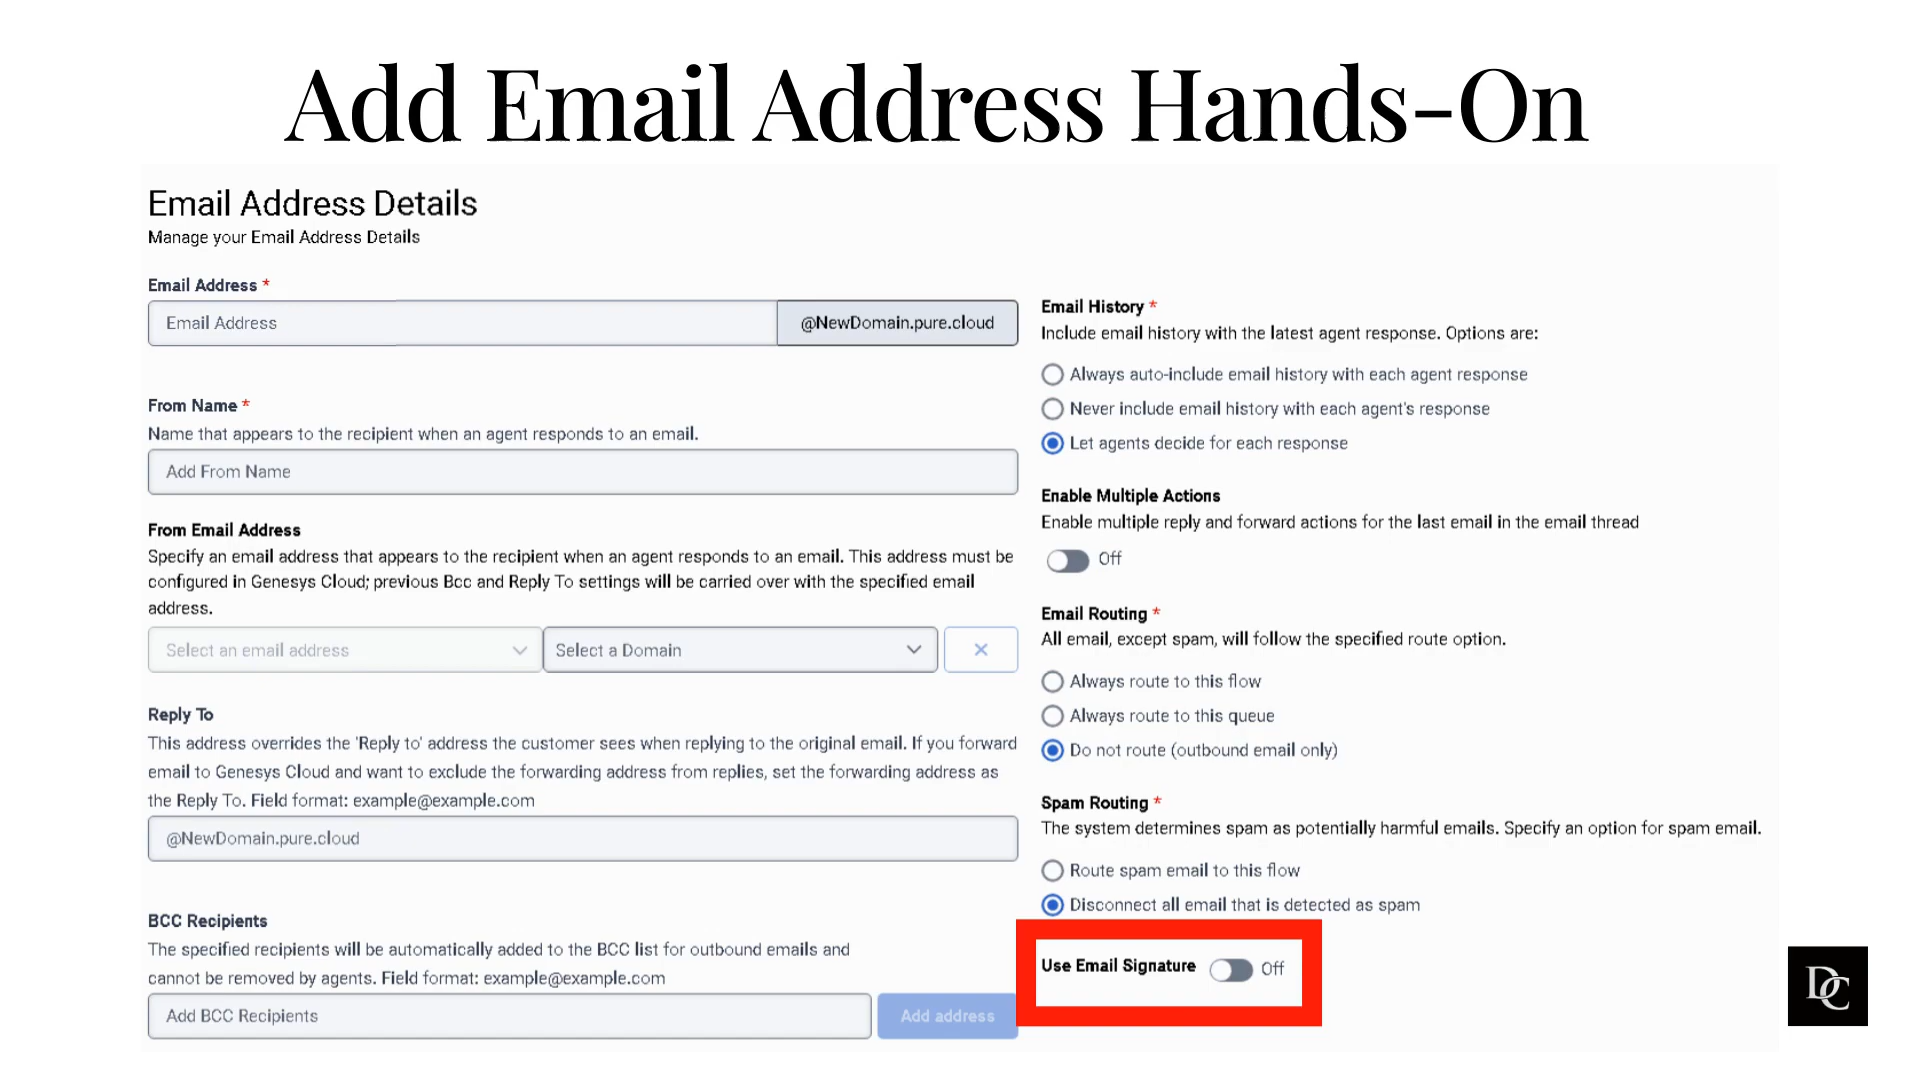 Add Email Address Hands-On
Email Address Details
Manage your Email Address Details
Email Address *
Email Address
@NewDomain.pure.cloud
From Name *
Name that appears to the recipient when an agent responds to an email.
Add From Name
From Email Address
Specify an email address that appears to the recipient when an agent responds to an email. This address must be
configured in Genesys Cloud; previous Bcc and Reply To settings will be carried over with the specified email
address.
Select an email address
Select a Domain
Reply To
This address overrides the 'Reply to' address the customer sees when replying to the original email. If you forward
email to Genesys Cloud and want to exclude the forwarding address from replies, set the forwarding address as
the Reply To. Field format: example@example.com
@NewDomain.pure.cloud
BCC Recipients
The specified recipients will be automatically added to the BCC list for outbound emails and
cannot be removed by agents. Field format: example@example.com
Add BCC Recipients
Add address
Email History *
Include email history with the latest agent response. Options are:
Always auto-include email history with each agent response
Never include email history with each agent's response
Let agents decide for each response
Enable Multiple Actions
Enable multiple reply and forward actions for the last email in the email thread
Off
Email Routing *
All email, except spam, will follow the specified route option.
Always route to this flow
Always route to this queue
Do not route (outbound email only)
Spam Routing *
The system determines spam as potentially harmful emails. Specify an option for spam email.
Route spam email to this flow
Disconnect all email that is detected as spam
Use Email Signature
Off
DC